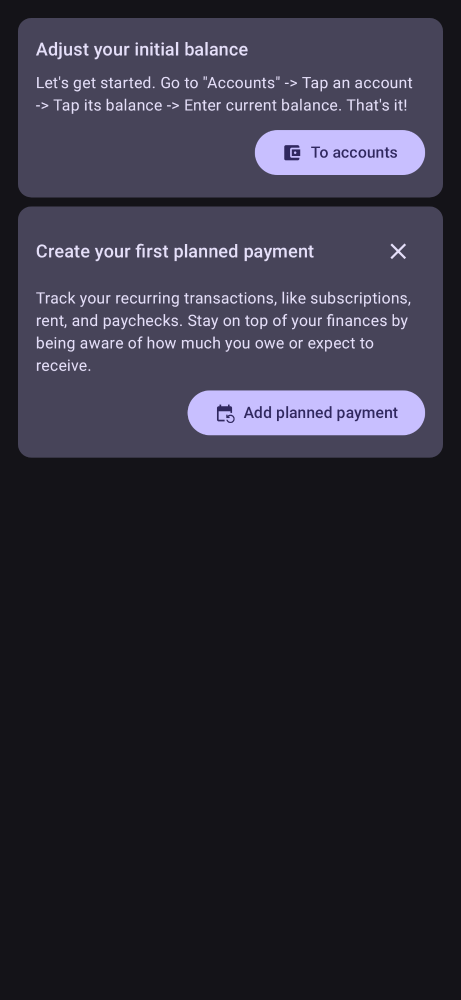 Adjust your initial balance
Let's get started. Go to "Accounts" -> Tap an account
-> Tap its balance -> Enter current balance. That's it!
To accounts
Create your first planned payment
Track your recurring transactions, like subscriptions,
rent, and paychecks. Stay on top of your finances by
being aware of how much you owe or expect to
receive.
Add planned payment